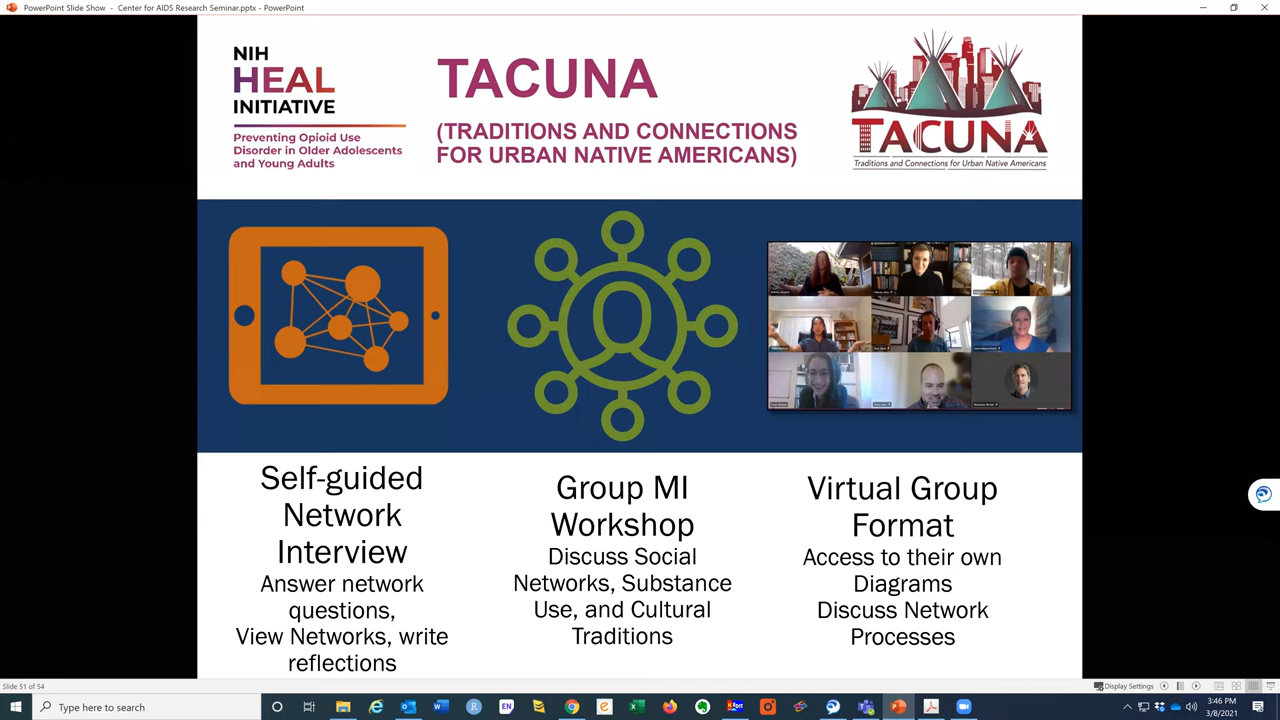 PowerPoint Slide Show - Center for AIDS Research Seminar.pptx - PowerPoint
NIH
HEAL
INITIATIVE
Preventing Opioid Use
Disorder in Older Adolescents
and Young Adults
TACUNA
(TRADITIONS AND CONNECTIONS
FOR URBAN NATIVE AMERICANS)
TACUNA
Traditions and Connections for Urban Native Americans
Self-guided
Network
Interview
Answer network
questions,
View Networks, write
reflections
Group MI
Workshop
Discuss Social
Networks, Substance
Use, and Cultural
Traditions
Virtual Group
Format
Access to their own
Diagrams
Discuss Network
Processes
Slide 51 of 54
Display Settings
Type here to search
EN
3:46 PM
3/8/2021